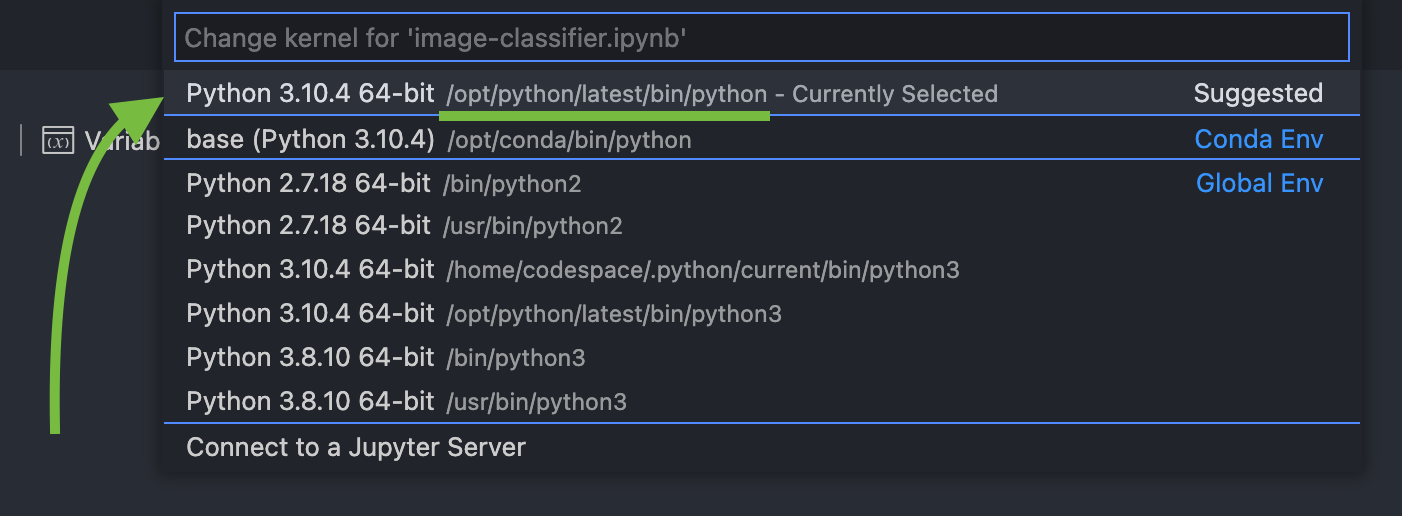 Change kernel for 'image-classifier.ipynb'
Python 3.10.4 64-bit /opt/python/latest/bin/python - Currently Selected Suggested
(x) Variab
base (Python 3.10.4) /opt/conda/bin/python Conda Env
Python 2.7.18 64-bit /bin/python2 Global Env
Python 2.7.18 64-bit /usr/bin/python2
Python 3.10.4 64-bit /home/codespace/.python/current/bin/python3
Python 3.10.4 64-bit /opt/python/latest/bin/python3
Python 3.8.10 64-bit /bin/python3
Python 3.8.10 64-bit /usr/bin/python3
Connect to a Jupyter Server